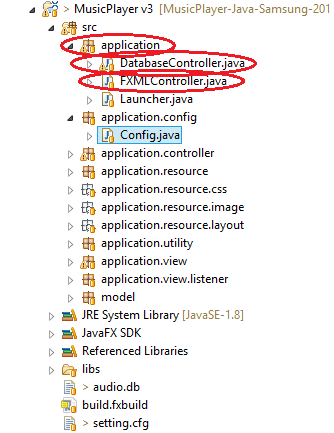 MusicPlayer v3 [MusicPlayer-Java-Samsung-201
src
application
DatabaseController.java
FXMLController.java
Launcher.java
application.config
Config.java
application.controller
application.resource
application.resource.css
application.resource.image
application.resource.layout
application.utility
application.view
application.view.listener
model
JRE System Library [JavaSE-1.8]
JavaFX SDK
Referenced Libraries
libs
> audio.db
build.fxbuild
> setting.cfg